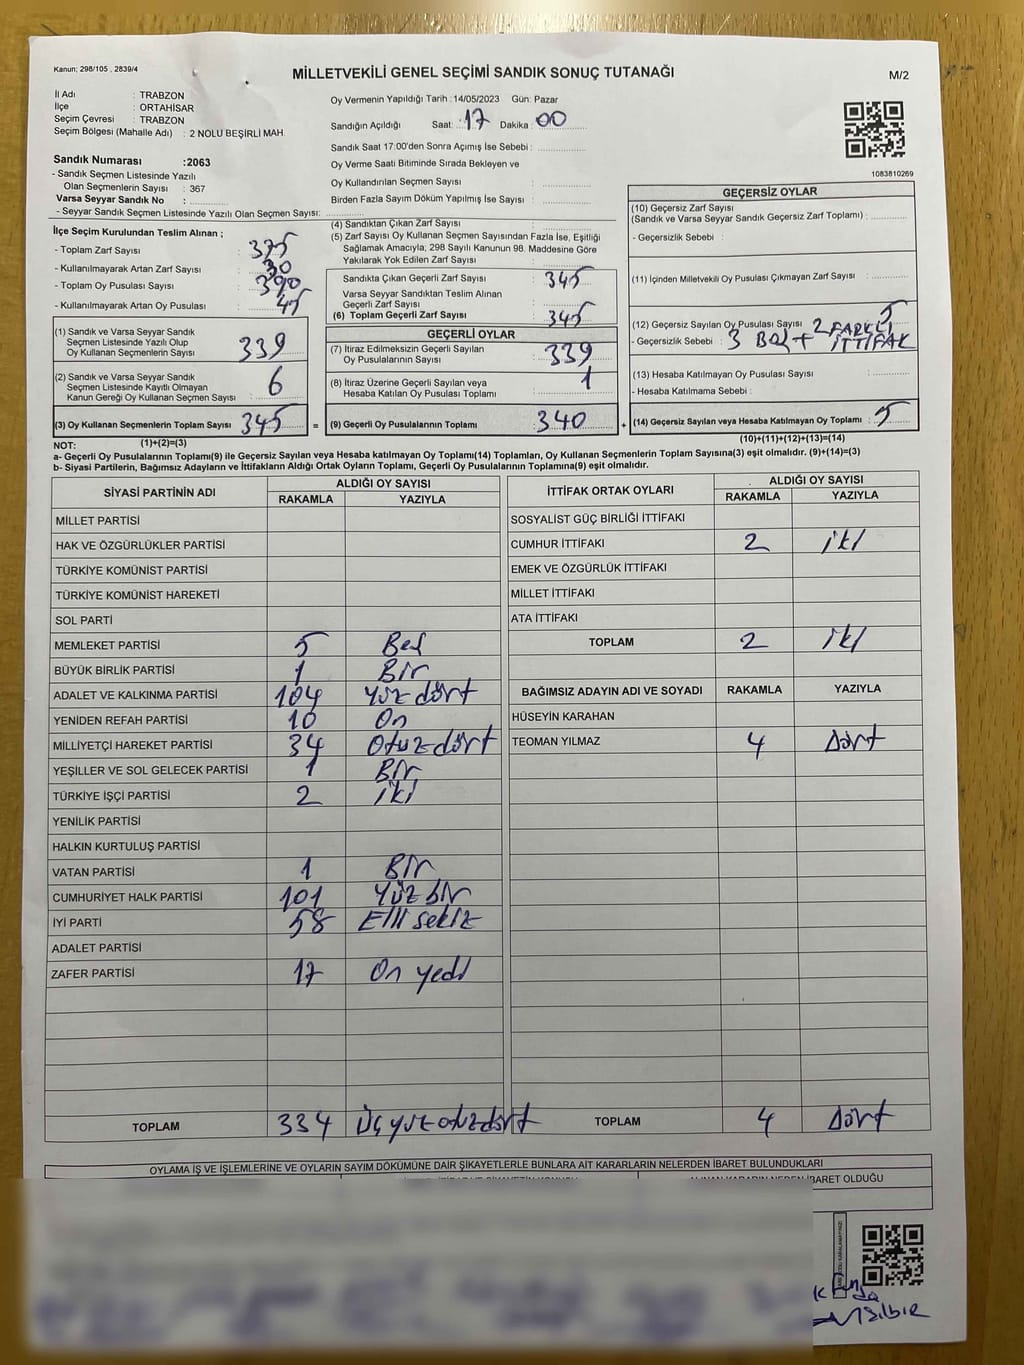 Kanun; 298/105 , 2839/4
MİLLETVEKİLİ GENEL SEÇİMİ SANDIK SONUÇ TUTANAĞI
M/2
İl Adı : TRABZON
İlçe : ORTAHİSAR
Seçim Çevresi : TRABZON
Seçim Bölgesi (Mahalle Adı) : 2 NOLU BEŞİRLİ MAH.
Sandık Numarası :2063
- Sandık Seçmen Listesinde Yazılı
Olan Seçmenlerin Sayısı : 367
Varsa Seyyar Sandık No :
- Seyyar Sandık Seçmen Listesinde Yazılı Olan Seçmen Sayısı:
Oy Vermenin Yapıldığı Tarih : 14/05/2023 Gün: Pazar
Sandığın Açıldığı Saat: 17 Dakika 00
Sandık Saat 17:00'den Sonra Açımış İse Sebebi :
Oy Verme Saati Bitiminde Sırada Bekleyen ve
Oy Kullandırılan Seçmen Sayısı :
Birden Fazla Sayım Döküm Yapılmış İse Sayısı :
1083810269
İlçe Seçim Kurulundan Teslim Alınan ;
- Toplam Zarf Sayısı : 375
- Kullanılmayarak Artan Zarf Sayısı : 30
- Toplam Oy Pusulası Sayısı : 390
- Kullanılmayarak Artan Oy Pusulası : 45
(4) Sandıktan Çıkan Zarf Sayısı :
(5) Zarf Sayısı Oy Kullanan Seçmen Sayısından Fazla İse, Eşitliği
Sağlamak Amacıyla; 298 Sayılı Kanunun 98. Maddesine Göre
Yakılarak Yok Edilen Zarf Sayısı :
Sandıkta Çıkan Geçerli Zarf Sayısı : 345
Varsa Seyyar Sandıktan Teslim Alınan
Geçerli Zarf Sayısı :
(6) Toplam Geçerli Zarf Sayısı : 345
(1) Sandık ve Varsa Seyyar Sandık
Seçmen Listesinde Yazılı Olup
Oy Kullanan Seçmenlerin Sayısı : 339
(2) Sandık ve Varsa Seyyar Sandık
Seçmen Listesinde Kayıtlı Olmayan
Kanun Gereği Oy Kullanan Seçmen Sayısı : 6
(3) Oy Kullanan Seçmenlerin Toplam Sayısı : 345 =
(1)+(2)=(3)
GEÇERLİ OYLAR
(7) İtiraz Edilmeksizin Geçerli Sayılan
Oy Pusulalarının Sayısı : 339
(8) İtiraz Üzerine Geçerli Sayılan veya
Hesaba Katılan Oy Pusulası Toplamı : 1
(9) Geçerli Oy Pusulalarının Toplamı : 340 +
GEÇERSİZ OYLAR
(10) Geçersiz Zarf Sayısı
(Sandık ve Varsa Seyyar Sandık Geçersiz Zarf Toplamı) :
- Geçersizlik Sebebi :
(11) İçinden Milletvekili Oy Pusulası Çıkmayan Zarf Sayısı :
(12) Geçersiz Sayılan Oy Pusulası Sayısı : 5
- Geçersizlik Sebebi : 3 Boş + 2 FARKLI İTTİFAK
(13) Hesaba Katılmayan Oy Pusulası Sayısı :
- Hesaba Katılmama Sebebi :
(14) Geçersiz Sayılan veya Hesaba Katılmayan Oy Toplamı : 5
(10)+(11)+(12)+(13)=(14)
NOT:
a- Geçerli Oy Pusulalarının Toplamı(9) ile Geçersiz Sayılan veya Hesaba Katılmayan Oy Toplamı(14) Toplamları, Oy Kullanan Seçmenlerin Toplam Sayısına(3) eşit olmalıdır. (9)+(14)=(3)
b- Siyasi Partilerin, Bağımsız Adayların ve İttifakların Aldığı Ortak Oyların Toplamı, Geçerli Oy Pusulalarının Toplamına(9) eşit olmalıdır.
SİYASİ PARTİNİN ADI ALDIĞI OY SAYISI
RAKAMLA YAZIYLA
MİLLET PARTİSİ
HAK VE ÖZGÜRLÜKLER PARTİSİ
TÜRKİYE KOMÜNİST PARTİSİ
TÜRKİYE KOMÜNİST HAREKETİ
SOL PARTİ
MEMLEKET PARTİSİ 5 Beş
BÜYÜK BİRLİK PARTİSİ 1 Bir
ADALET VE KALKINMA PARTİSİ 104 Yüz dört
YENİDEN REFAH PARTİSİ 10 On
MİLLİYETÇİ HAREKET PARTİSİ 34 Otuz dört
YEŞİLLER VE SOL GELECEK PARTİSİ 1 Bir
TÜRKİYE İŞÇİ PARTİSİ 2 iki
YENİLİK PARTİSİ
HALKIN KURTULUŞ PARTİSİ
VATAN PARTİSİ 1 Bir
CUMHURİYET HALK PARTİSİ 101 Yüz bir
İYİ PARTİ 58 Elli sekiz
ADALET PARTİSİ
ZAFER PARTİSİ 17 On yedi
TOPLAM 334 Üç yüz otuz dört
İTTİFAK ORTAK OYLARI ALDIĞI OY SAYISI
RAKAMLA YAZIYLA
SOSYALİST GÜÇ BİRLİĞİ İTTİFAKI
CUMHUR İTTİFAKI 2 iki
EMEK VE ÖZGÜRLÜK İTTİFAKI
MİLLET İTTİFAKI
ATA İTTİFAKI
TOPLAM 2 iki
BAĞIMSIZ ADAYIN ADI VE SOYADI RAKAMLA YAZIYLA
HÜSEYİN KARAHAN
TEOMAN YILMAZ 4 Dört
TOPLAM 4 Dört
OYLAMA İŞ VE İŞLEMLERİNE VE OYLARIN SAYIM DÖKÜMÜNE DAİR ŞİKAYETLERLE BUNLARA AİT KARARLARIN NELERDEN İBARET BULUNDUKLARI
ALINAN KARARIN NEDEN İBARET OLDUĞU